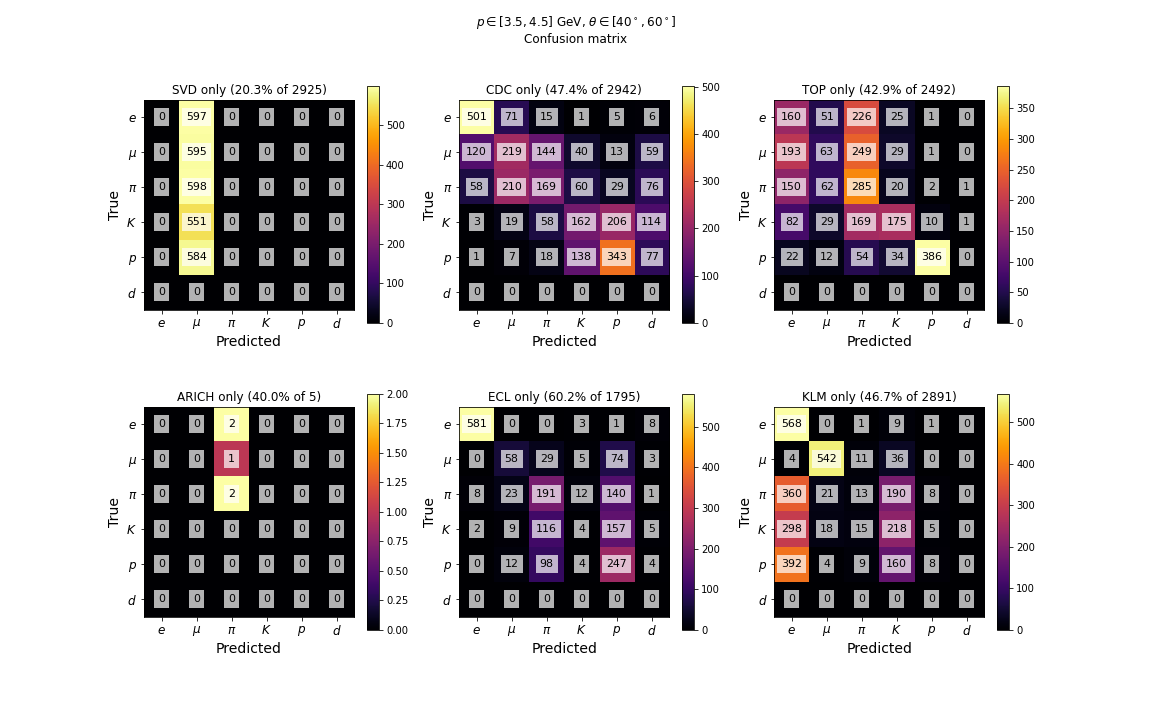 p ∈ [3.5, 4.5] GeV, θ ∈ [40°, 60°]
Confusion matrix
SVD only (20.3% of 2925)
True
e 0 597 0 0 0 0
μ 0 595 0 0 0 0
π 0 598 0 0 0 0
K 0 551 0 0 0 0
p 0 584 0 0 0 0
d 0 0 0 0 0 0
e μ π K p d
Predicted
500
400
300
200
100
0
CDC only (47.4% of 2942)
True
e 501 71 15 1 5 6
μ 120 219 144 40 13 59
π 58 210 169 60 29 76
K 3 19 58 162 206 114
p 1 7 18 138 343 77
d 0 0 0 0 0 0
e μ π K p d
Predicted
500
400
300
200
100
0
TOP only (42.9% of 2492)
True
e 160 51 226 25 1 0
μ 193 63 249 29 1 0
π 150 62 285 20 2 1
K 82 29 169 175 10 1
p 22 12 54 34 386 0
d 0 0 0 0 0 0
e μ π K p d
Predicted
350
300
250
200
150
100
50
0
ARICH only (40.0% of 5)
True
e 0 0 2 0 0 0
μ 0 0 1 0 0 0
π 0 0 2 0 0 0
K 0 0 0 0 0 0
p 0 0 0 0 0 0
d 0 0 0 0 0 0
e μ π K p d
Predicted
2.00
1.75
1.50
1.25
1.00
0.75
0.50
0.25
0.00
ECL only (60.2% of 1795)
True
e 581 0 0 3 1 8
μ 0 58 29 5 74 3
π 8 23 191 12 140 1
K 2 9 116 4 157 5
p 0 12 98 4 247 4
d 0 0 0 0 0 0
e μ π K p d
Predicted
500
400
300
200
100
0
KLM only (46.7% of 2891)
True
e 568 0 1 9 1 0
μ 4 542 11 36 0 0
π 360 21 13 190 8 0
K 298 18 15 218 5 0
p 392 4 9 160 8 0
d 0 0 0 0 0 0
e μ π K p d
Predicted
500
400
300
200
100
0